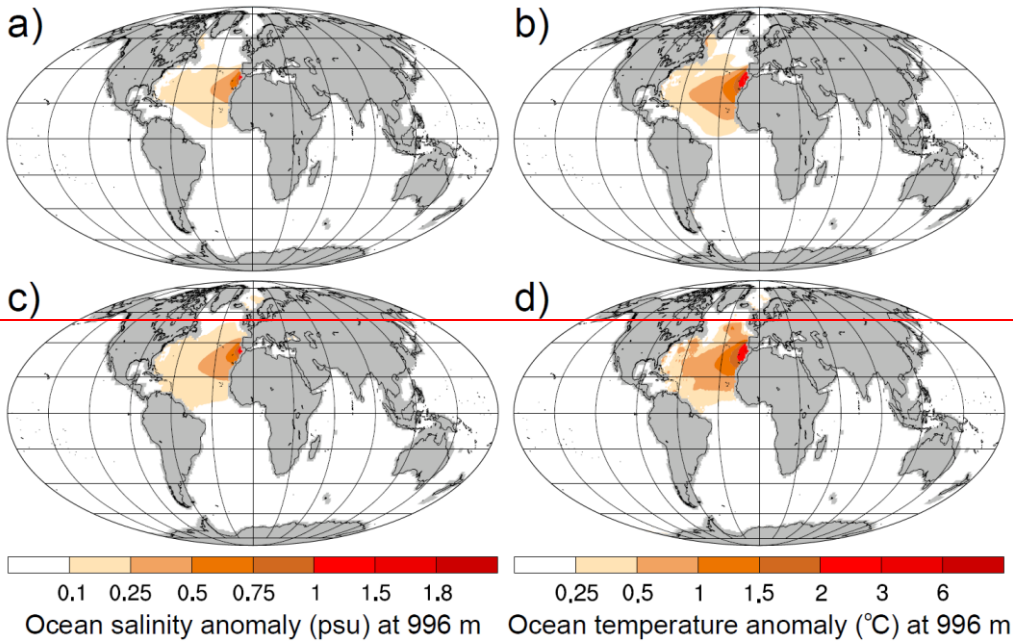 a) b)
c) d)
0.1 0.25 0.5 0.75 1 1.5 1.8 0.25 0.5 1 1.5 2 3 6
Ocean salinity anomaly (psu) at 996 m Ocean temperature anomaly (℃) at 996 m